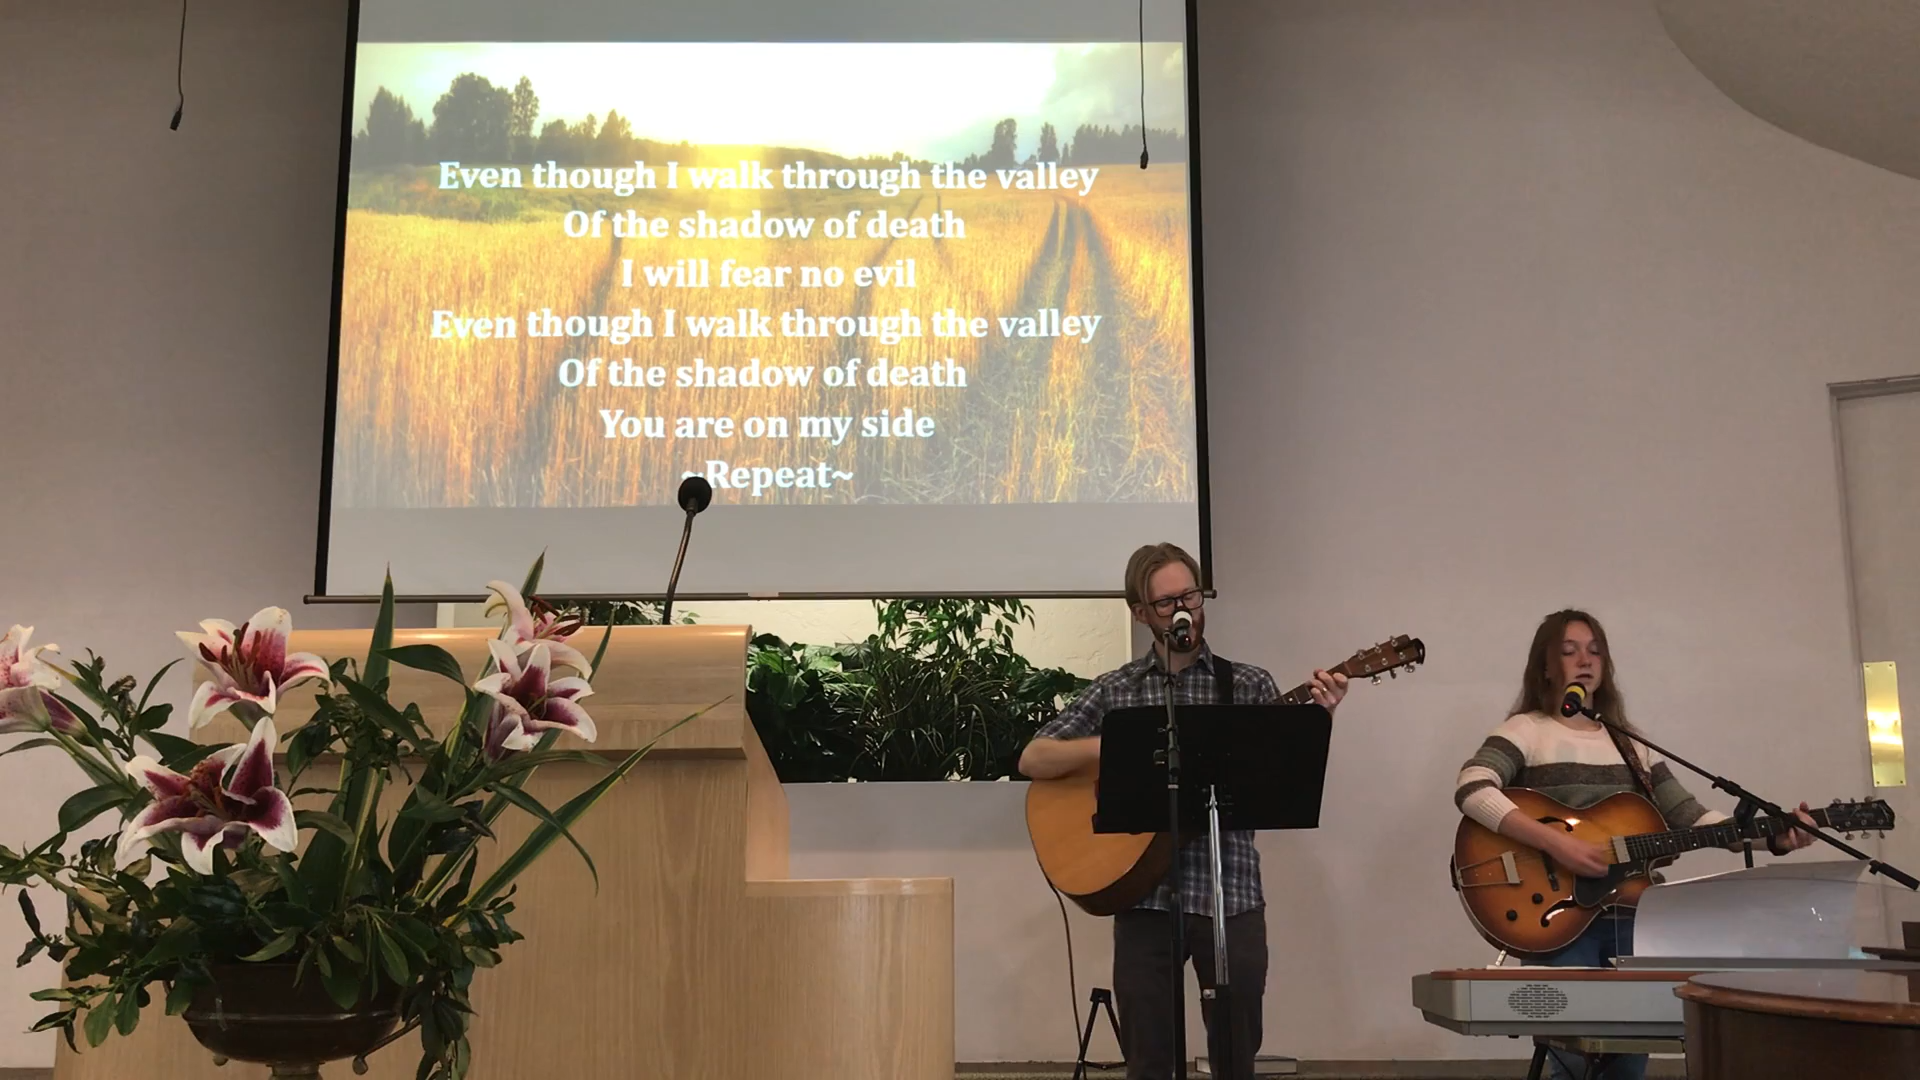 Even though I walk through the valley
Of the shadow of death
I will fear no evil
Even though I walk through the valley
Of the shadow of death
You are on my side
~Repeat~